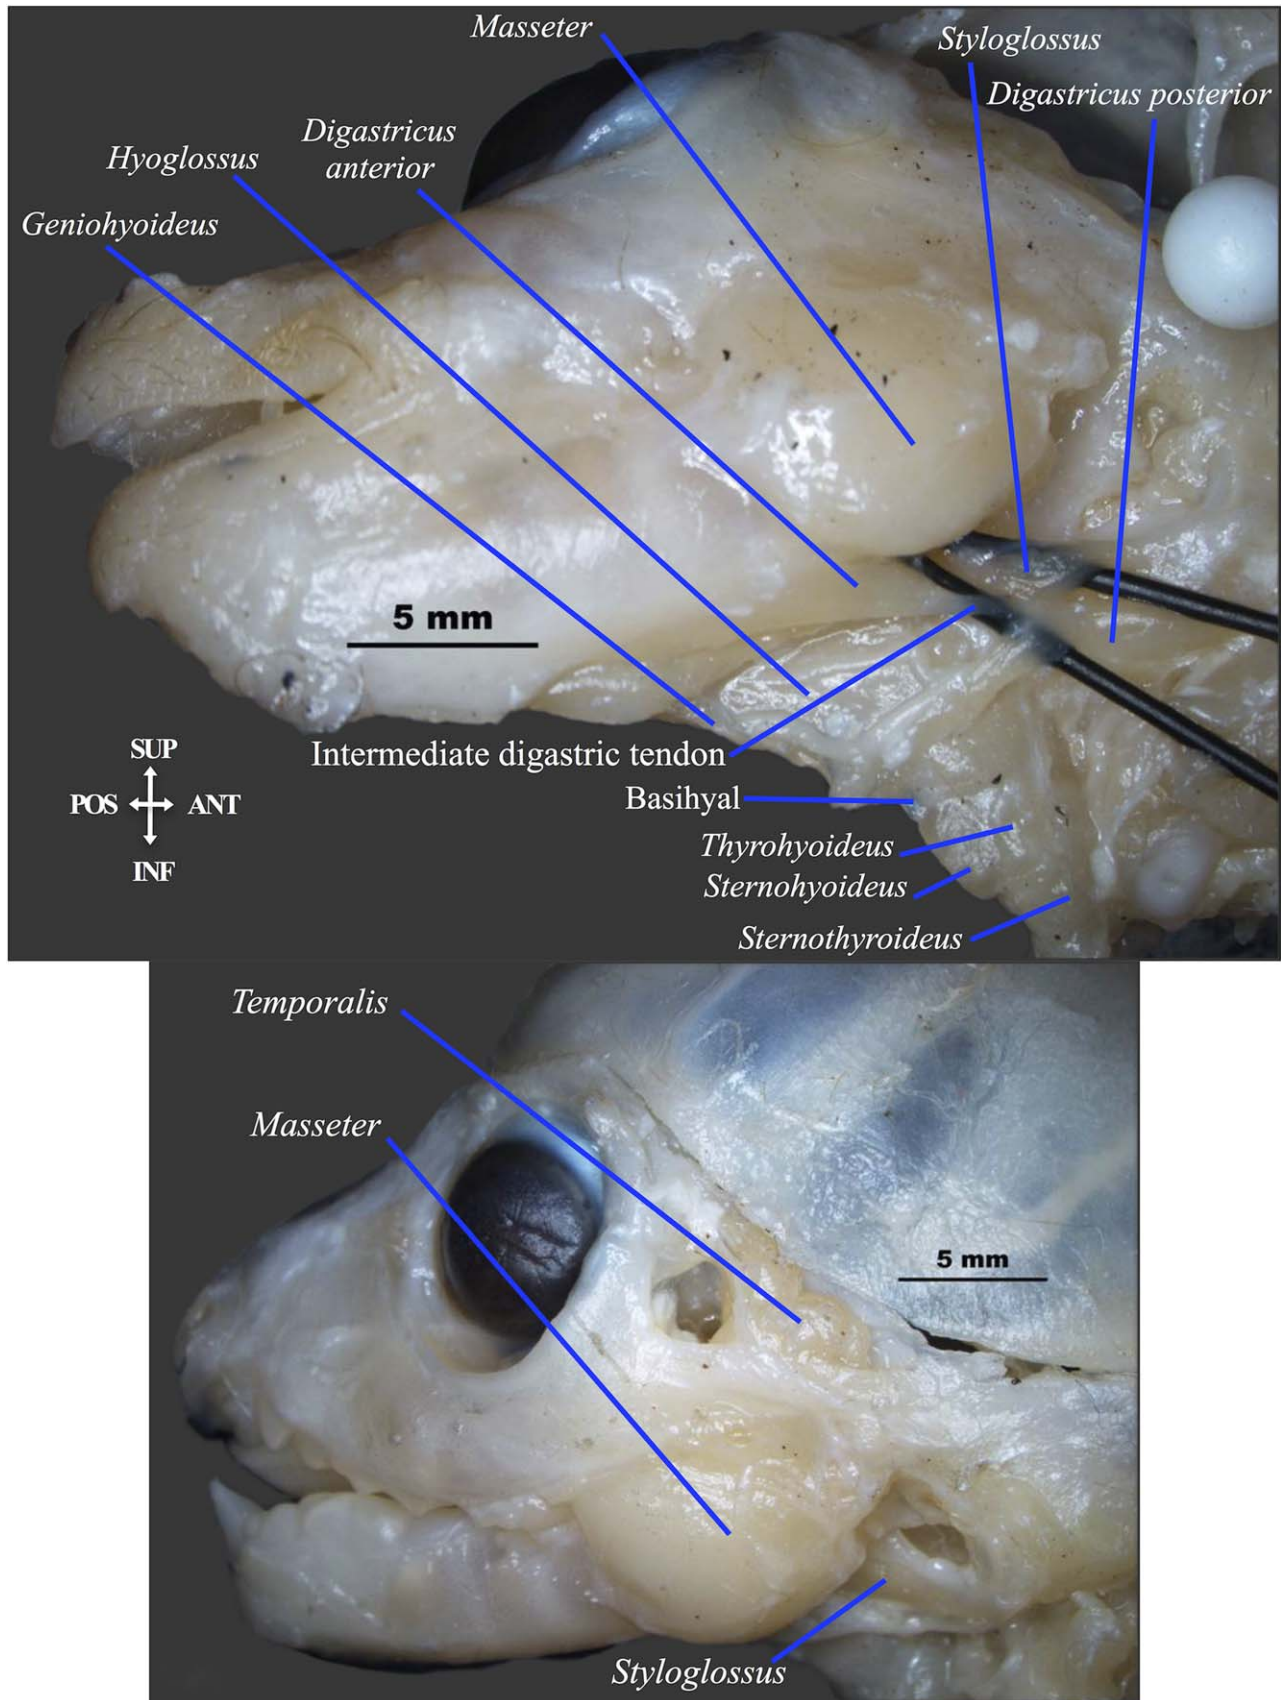 Masseter
Styloglossus
Digastricus posterior
Digastricus
anterior
Hyoglossus
Geniohyoideus
5 mm
Intermediate digastric tendon
SUP
POS ANT
INF
Basihyal
Thyrohyoideus
Sternohyoideus
Sternothyroideus
Temporalis
Masseter
5 mm
Styloglossus